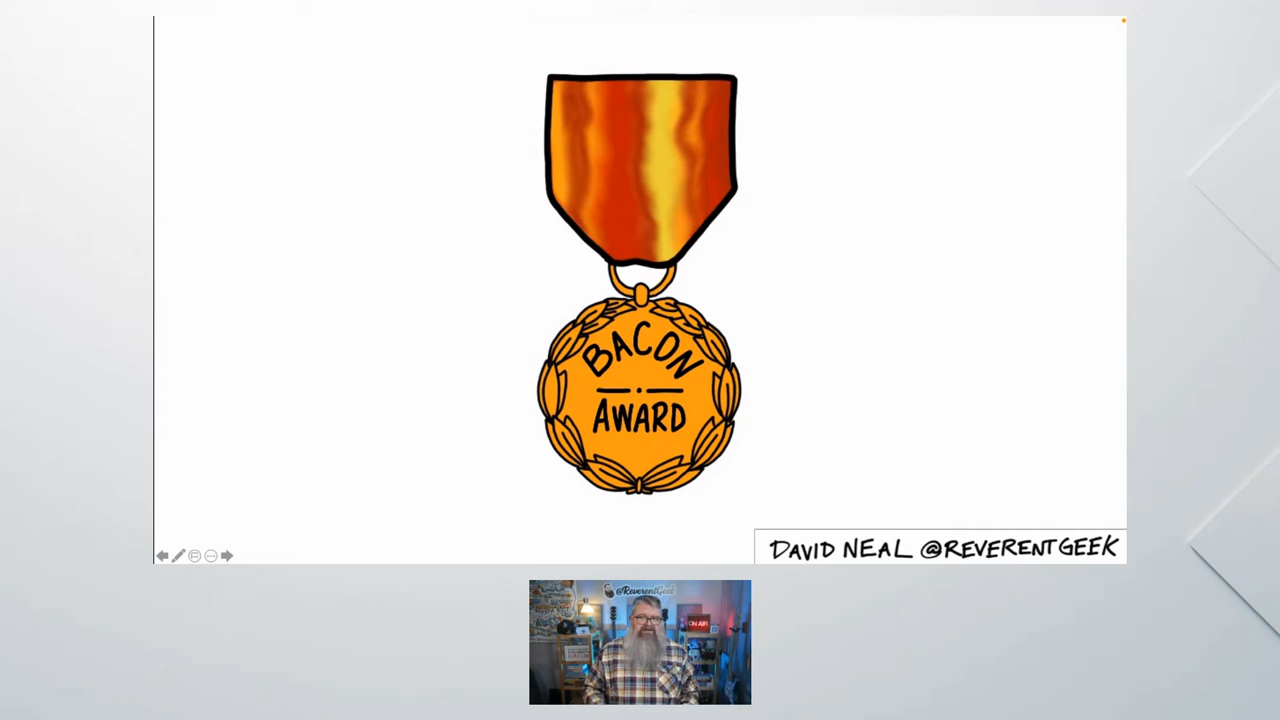 BACON
AWARD
DAVID NEAL @REVERENTGEEK
@ReverentGeek
ON AIR